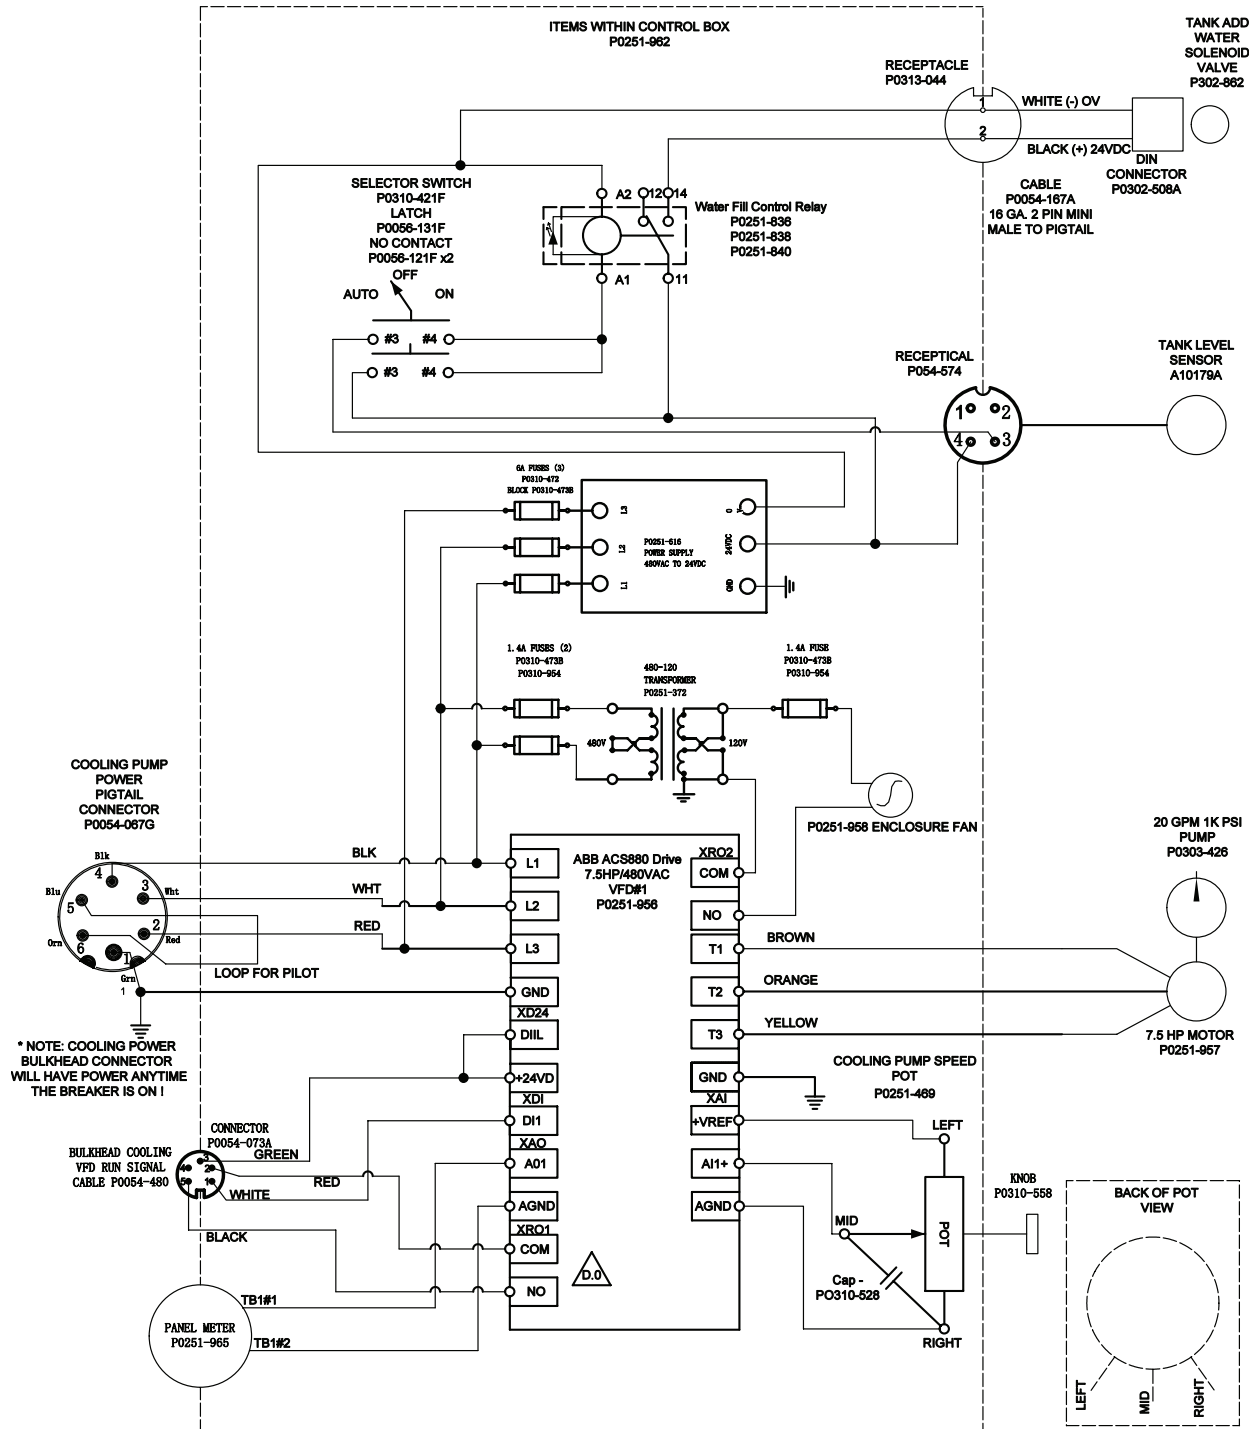 ITEMS WITHIN CONTROL BOX
P0251-962
TANK ADD
WATER
SOLENOID
VALVE
P302-862
RECEPTACLE
P0313-044
1
WHITE (-) OV
2
BLACK (+) 24VDC
DIN
CONNECTOR
P0302-508A
CABLE
P0054-167A
16 GA. 2 PIN MINI
MALE TO PIGTAIL
SELECTOR SWITCH
P0310-421F
LATCH
P0056-131F
NO CONTACT
P0056-121F x2
OFF
AUTO
ON
A2
12
14
Water Fill Control Relay
P0251-836
P0251-838
P0251-840
A1
11
#3
#4
#3
#4
RECEPTICAL
P054-574
1
2
4
3
TANK LEVEL
SENSOR
A10179A
6A FUSES (3)
P0310-472
BLOCK P0310-473B
L3
L2
L1
P0251-616
POWER SUPPLY
480VAC TO 24VDC
0 V
24VDC
GND
1.4A FUSES (2)
P0310-473B
P0310-954
480-120
TRANSFORMER
P0251-372
480V
120V
1.4A FUSE
P0310-473B
P0310-954
P0251-958 ENCLOSURE FAN
COOLING PUMP
POWER
PIGTAIL
CONNECTOR
P0054-067G
Blk
4
Blu
5
3
Wht
2
Red
Orn
6
1
Grn
1
BLK
WHT
RED
LOOP FOR PILOT
* NOTE: COOLING POWER
BULKHEAD CONNECTOR
WILL HAVE POWER ANYTIME
THE BREAKER IS ON !
ABB ACS880 Drive
7.5HP/480VAC
VFD#1
P0251-956
L1
L2
L3
GND
XD24
DIIL
+24VD
XDI
DI1
XAO
A01
AGND
XRO1
COM
NO
D.0
XRO2
COM
NO
T1
T2
T3
GND
XAI
+VREF
AI1+
AGND
BROWN
ORANGE
YELLOW
20 GPM 1K PSI
PUMP
P0303-426
7.5 HP MOTOR
P0251-957
COOLING PUMP SPEED
POT
P0251-469
LEFT
MID
POT
Cap -
PO310-528
RIGHT
KNOB
P0310-558
BACK OF POT
VIEW
LEFT
MID
RIGHT
CONNECTOR
P0054-073A
BULKHEAD COOLING
VFD RUN SIGNAL
CABLE P0054-480
3
4
2
5
1
GREEN
RED
WHITE
BLACK
PANEL METER
P0251-965
TB1#1
TB1#2